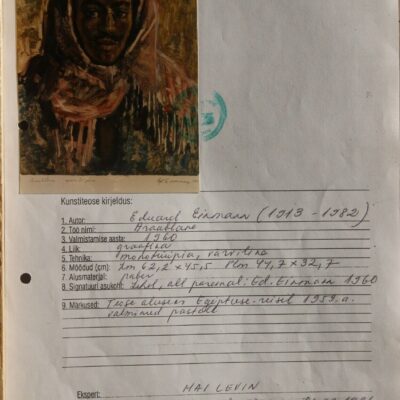 Kunstiteose kirjeldus:
1. Autor: Eduard Einmann (1913 - 1982)
2. Töö nimi: Araablane
3. Valmistamise aasta: 1960
4. Liik: graafika
5. Tehnika: monotüüpia, värviline
6. Mõõdud (cm): Lm 62,2 x 45,5 Plm 44,7 x 32,7
7. Alusmaterjal: paber
8. Signatuuri asukoht: Lehel, all paremal: Ed. Einmann 1960
9. Märkused: Teose aluseks Egiptuse-reisil 1959. a.
valminud pastell
Ekspert: MAI LEVIN